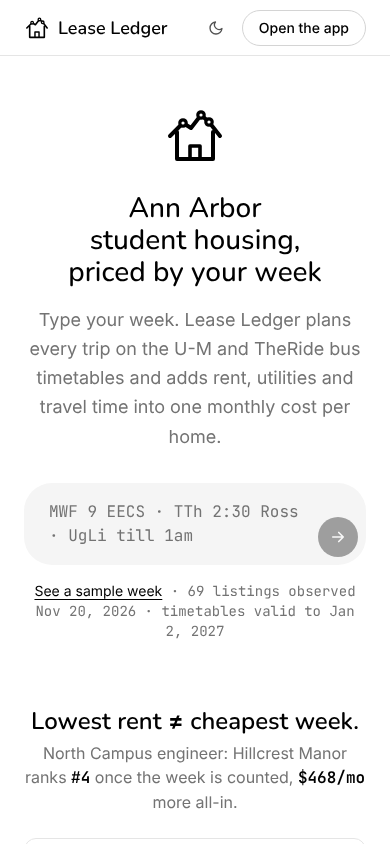 Lease Ledger
Open the app
Ann Arbor
student housing,
priced by your week
Type your week. Lease Ledger plans
every trip on the U-M and TheRide bus
timetables and adds rent, utilities and
travel time into one monthly cost per
home.
MWF 9 EECS · TTh 2:30 Ross
· UgLi till 1am
See a sample week · 69 listings observed
Nov 20, 2026 · timetables valid to Jan
2, 2027
Lowest rent ≠ cheapest week.
North Campus engineer: Hillcrest Manor
ranks #4 once the week is counted, $468/mo
more all-in.